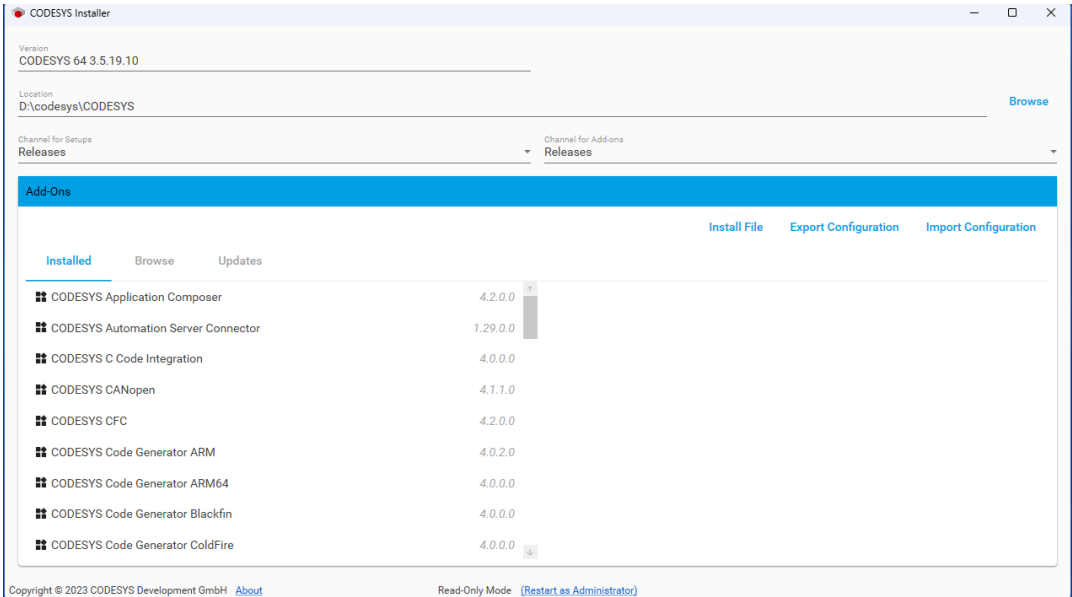 CODESYS Installer
Version
CODESYS 64 3.5.19.10
Location
D:\codesys\CODESYS
Browse
Channel for Setups
Releases
Channel for Add-ons
Releases
Add-Ons
Install File Export Configuration Import Configuration
Installed Browse Updates
CODESYS Application Composer 4.2.0.0
CODESYS Automation Server Connector 1.29.0.0
CODESYS C Code Integration 4.0.0.0
CODESYS CANopen 4.1.1.0
CODESYS CFC 4.2.0.0
CODESYS Code Generator ARM 4.0.2.0
CODESYS Code Generator ARM64 4.0.0.0
CODESYS Code Generator Blackfin 4.0.0.0
CODESYS Code Generator ColdFire 4.0.0.0
Copyright © 2023 CODESYS Development GmbH About Read-Only Mode (Restart as Administrator)